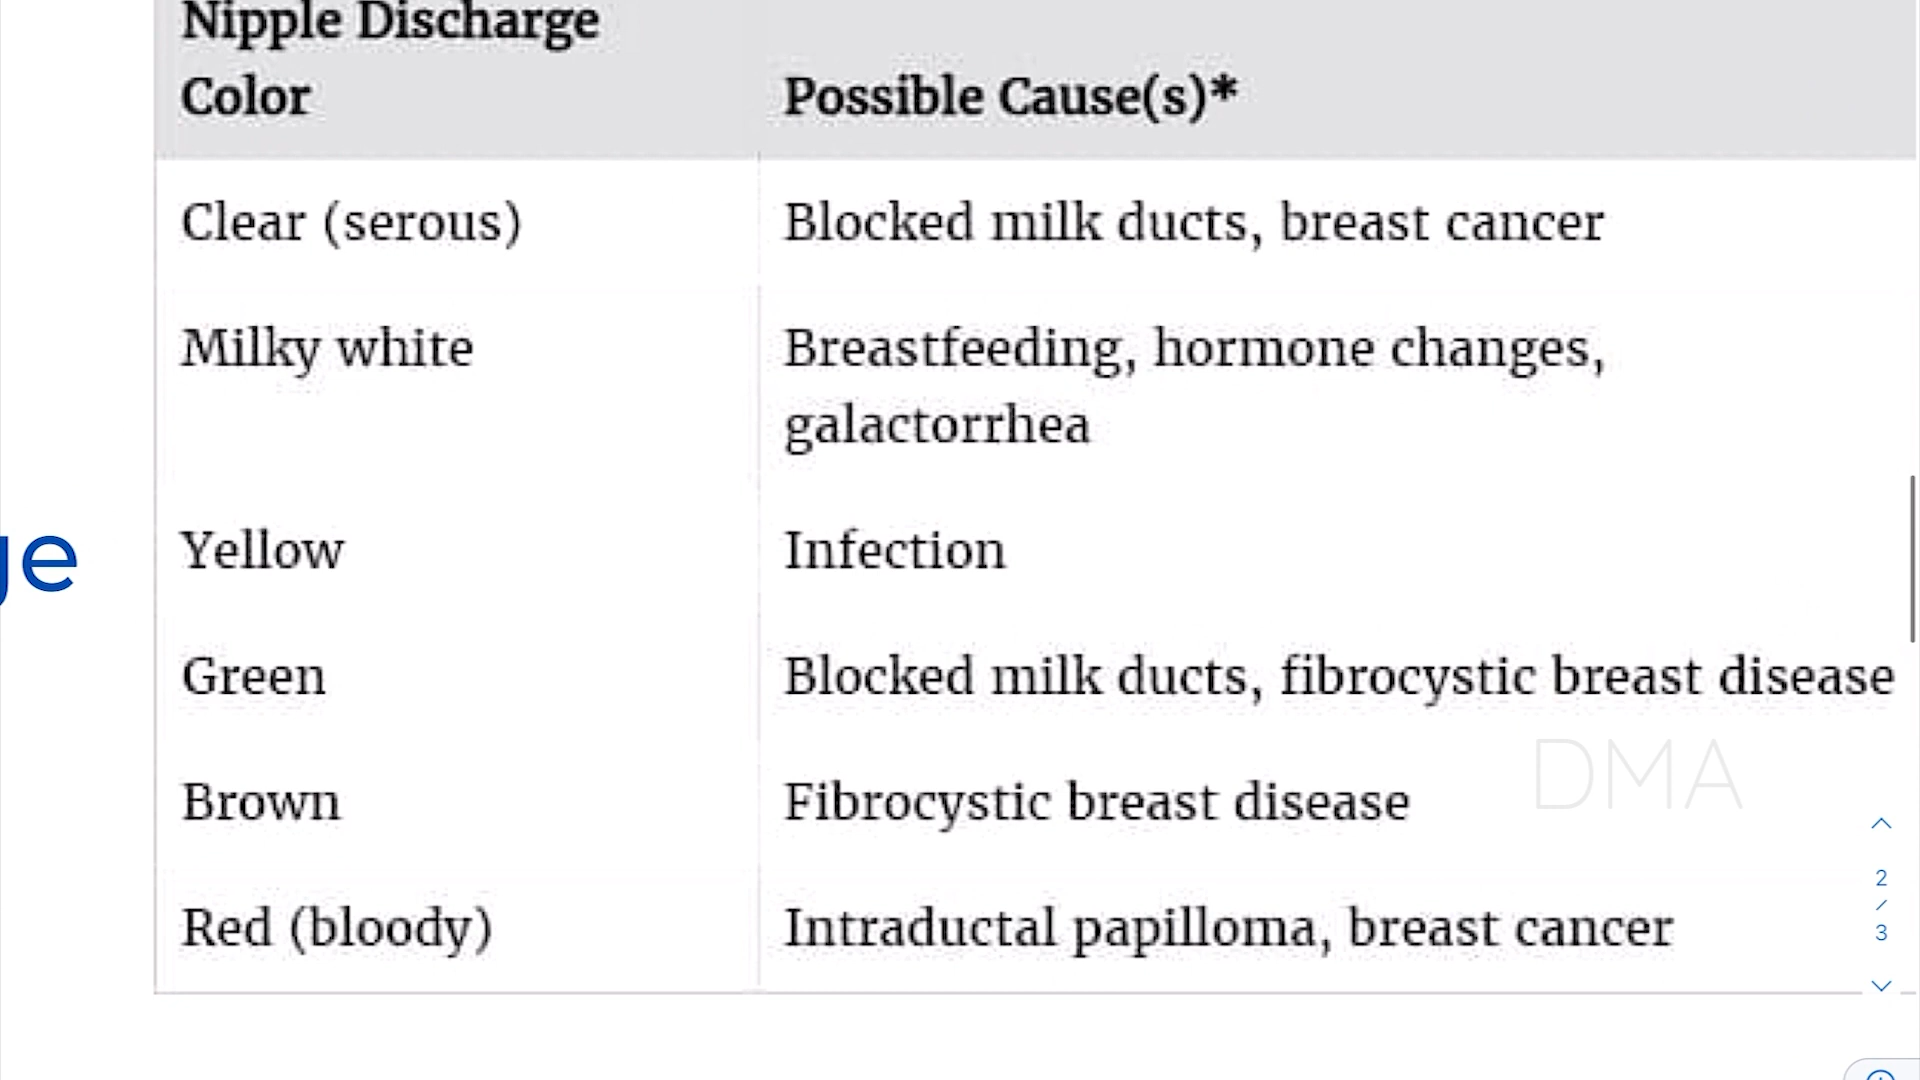 Nipple Discharge
Color
Possible Cause(s)*
Clear (serous)
Blocked milk ducts, breast cancer
Milky white
Breastfeeding, hormone changes,
galactorrhea
ge
Yellow
Infection
Green
Blocked milk ducts, fibrocystic breast disease
DMA
Brown
Fibrocystic breast disease
Red (bloody)
Intraductal papilloma, breast cancer
2
/
3